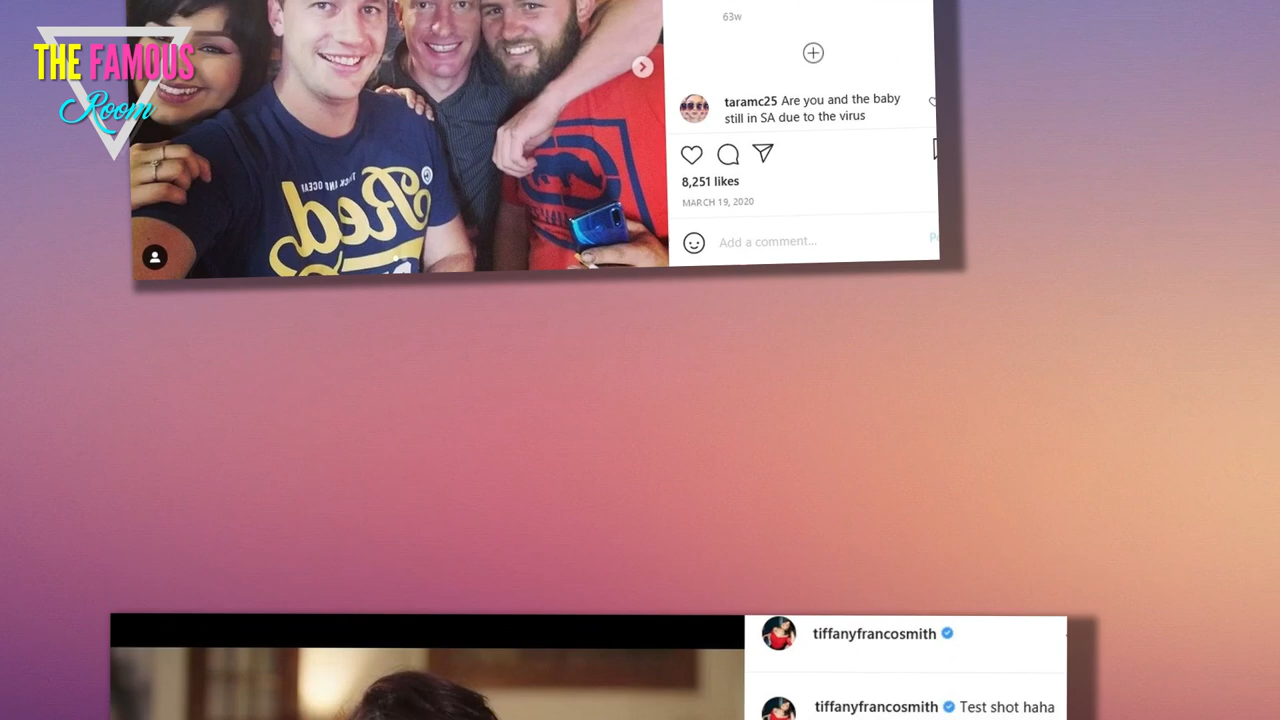 THE FAMOUS
Room
63w
taramc25 Are you and the baby
still in SA due to the virus
8,251 likes
MARCH 19, 2020
Add a comment...
Red
tiffanyfrancosmith
tiffanyfrancosmith Test shot haha